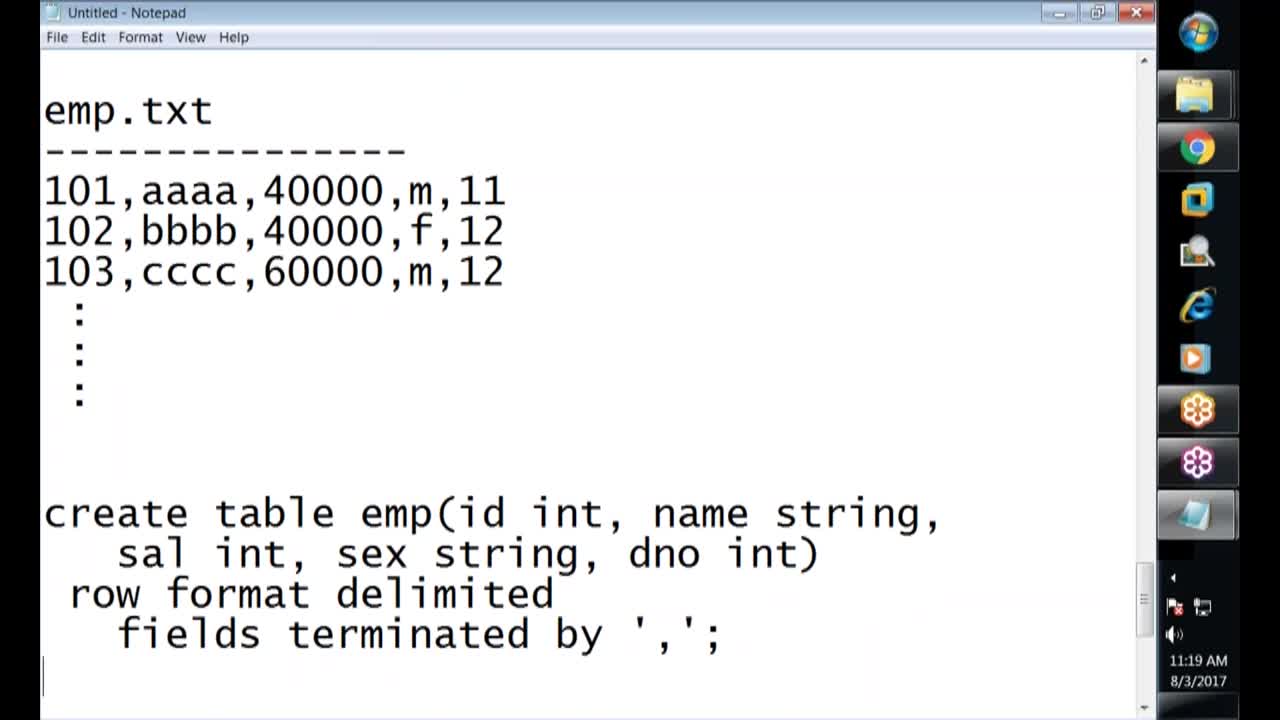 Untitled - Notepad
File Edit Format View Help
emp.txt
---------------
101,aaaa,40000,m,11
102,bbbb,40000,f,12
103,cccc,60000,m,12
:
:
:
create table emp(id int, name string,
sal int, sex string, dno int)
row format delimited
fields terminated by ',';
11:19 AM
8/3/2017